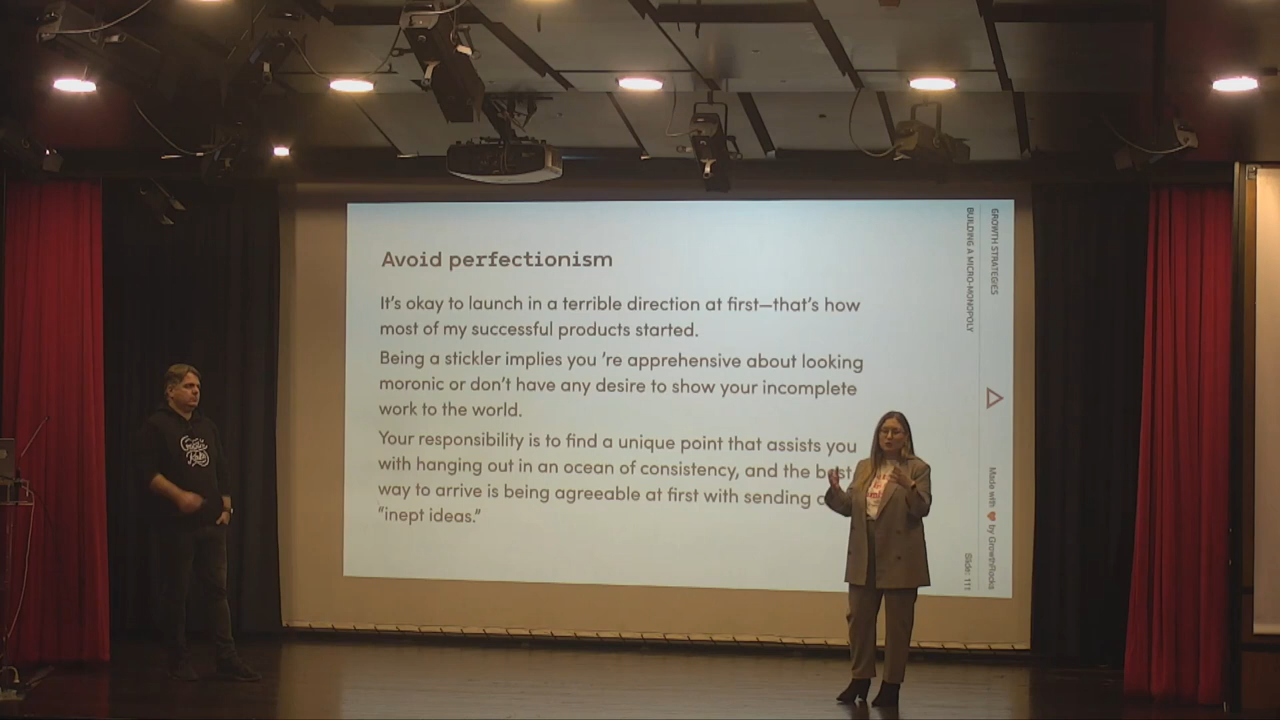 Avoid perfectionism
It's okay to launch in a terrible direction at first—that's how
most of my successful products started.
Being a stickler implies you 're apprehensive about looking
moronic or don't have any desire to show your incomplete
work to the world.
Your responsibility is to find a unique point that assists you
with hanging out in an ocean of consistency, and the best
way to arrive is being agreeable at first with sending
"inept ideas."
GROWTH STRATEGIES
BUILDING A MICRO-MONOPOLY
Made with ❤ by GrowthRocks
Slide: 111